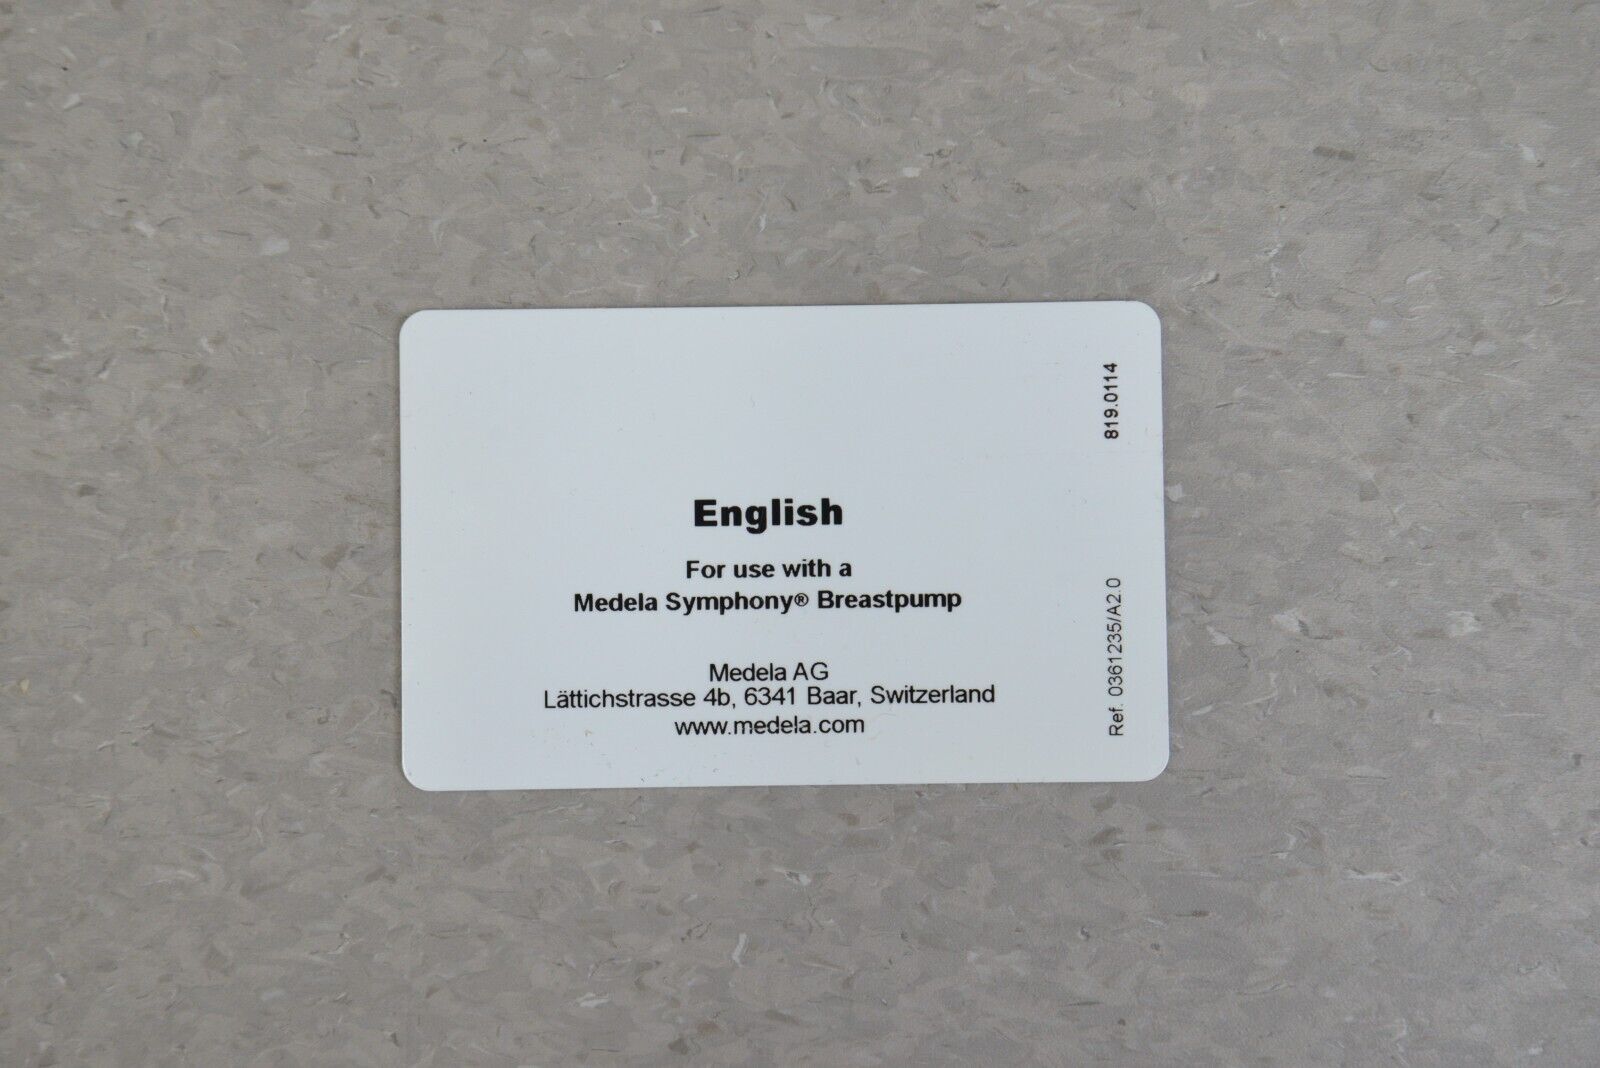 English
For use with a
Medela Symphony® Breastpump
Medela AG
Lättichstrasse 4b, 6341 Baar, Switzerland
www.medela.com
819.0114
Ref. 0361235/A2.0